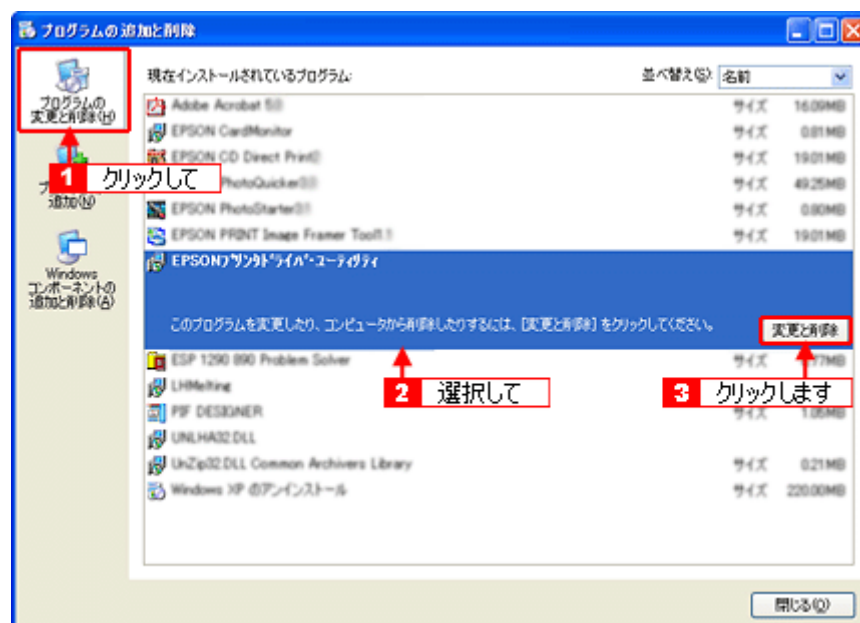 プログラムの追加と削除
プログラムの
変更と削除(H)
現在インストールされているプログラム:
並べ替え(S): 名前
Adobe Acrobat
サイズ 16.09MB
EPSON CardMonitor
サイズ 0.81MB
EPSON CD Direct Print
サイズ 19.01MB
1 クリックして
PhotoQuicker
サイズ 49.25MB
追加(N)
EPSON PhotoStarter
サイズ 0.80MB
EPSON PRINT Image Framer Tool1.1
サイズ 19.01MB
Windows
コンポーネントの
追加と削除(A)
EPSONプリンタドライバ・ユーティリティ
このプログラムを変更したり、コンピュータから削除したりするには、[変更と削除] をクリックしてください。
変更と削除
ESP 1290 890 Problem Solver
サイズ
2 選択して
3 クリックします
LHMelting
PIF DESIGNER
サイズ 1.05MB
UNLHA32.DLL
UnZip32.DLL Common Archivers Library
サイズ 0.21MB
Windows XP のアンインストール
サイズ 220.00MB
閉じる(O)